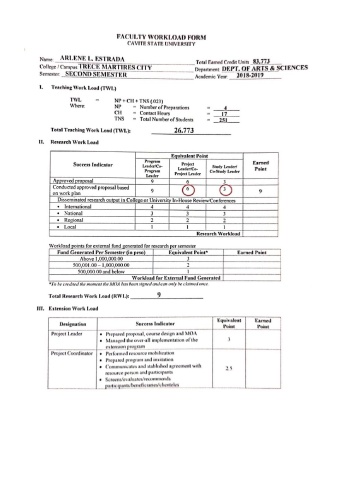 FACULTY WORKLOAD FORM
CAVITE STATE UNIVERSITY
Name: ARLENE L. ESTRADA Total Earned Credit Units 83.773
College / Campus TRECE MARTIRES CITY Department: DEPT. OF ARTS & SCIENCES
Semester: SECOND SEMESTER Academic Year 2018-2019
I. Teaching Work Load (TWL)
TWL = NP + CH + TNS (.023)
Where NP = Number of Preparations = 4
CH = Contact Hours = 17
TNS = Total Number of Students = 251
Total Teaching Work Load (TWL): 26.773
II. Research Work Load
Success Indicator Equivalent Point Earned Point
Program Leader/Co-Program Leader Project Leader/Co-Project Leader Study Leader/Co-Study Leader
Approved proposal 9 6
Conducted approved proposal based on work plan 9 6 3 9
Disseminated research output in College or University In-House Review/Conferences
• International 4 4 4
• National 3 3 3
• Regional 2 2 2
• Local 1 1 1
Research Workload
Workload points for external fund generated for research per semester
Fund Generated Per Semester (in peso) Equivalent Point* Earned Point
Above 1,000,000.00 3
500,001.00 – 1,000,000.00 2
500,000.00 and below 1
Workload for External Fund Generated
*To be credited the moment the MOA has been signed and can only be claimed once.
Total Research Work Load (RWL): 9
III. Extension Work Load
Designation Success Indicator Equivalent Point Earned Point
Project Leader • Prepared proposal, course design and MOA 3
• Managed the over-all implementation of the extension program
Project Coordinator • Performed resource mobilization 2.5
• Prepared program and invitation
• Communicates and stablished agreement with resource person and participants
• Screens/evaluates/recommends participants/beneficiaries/clienteles